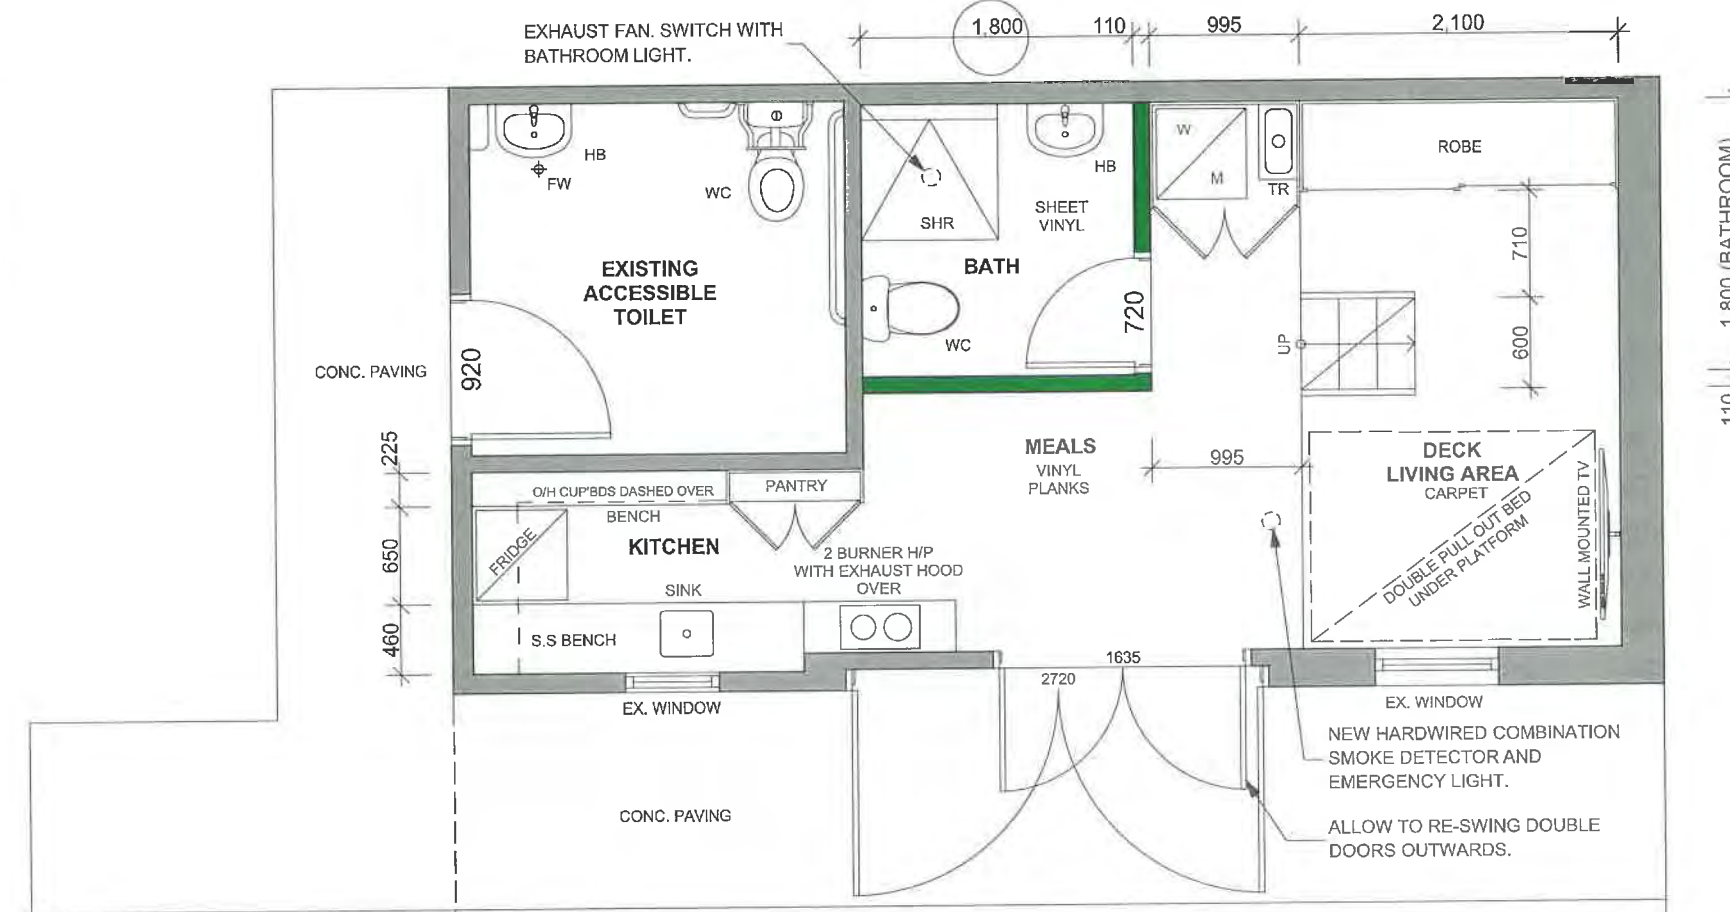 EXHAUST FAN. SWITCH WITH
BATHROOM LIGHT.
1,800
110
995
2,100
HB
FW
WC
EXISTING
ACCESSIBLE
TOILET
920
CONC. PAVING
SHR
HB
SHEET
VINYL
BATH
WC
720
W
M
TR
ROBE
710
600
UP
1,800 (BATHROOM)
110
225
650
460
O/H CUP'BDS DASHED OVER
PANTRY
BENCH
FRIDGE
KITCHEN
2 BURNER H/P
WITH EXHAUST HOOD
OVER
SINK
S.S BENCH
MEALS
VINYL
PLANKS
995
DECK
LIVING AREA
CARPET
DOUBLE PULL OUT BED
UNDER PLATFORM
WALL MOUNTED TV
1635
2720
EX. WINDOW
EX. WINDOW
NEW HARDWIRED COMBINATION
SMOKE DETECTOR AND
EMERGENCY LIGHT.
CONC. PAVING
ALLOW TO RE-SWING DOUBLE
DOORS OUTWARDS.